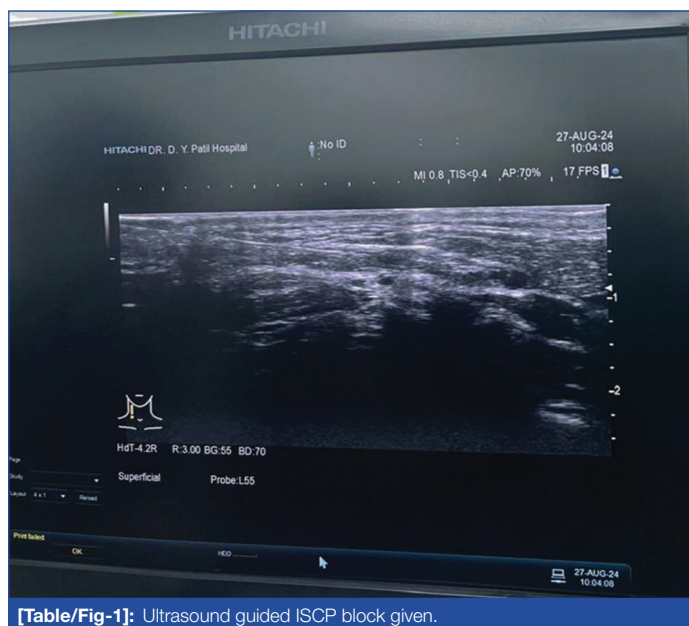 HITACHI
HITACHI DR. D. Y. Patil Hospital
:No ID
:
:
:
27-AUG-24
10:04:08
MI 0.8 TIS<0.4 AP:70% 17 FPS 1
1
2
HdT-4.2R R:3.00 BG:55 BD:70
Superficial Probe:L55
Page
Layout 4 x 1 Reload
Print failed
OK
HDD
27-AUG-24
10:04:08
[Table/Fig-1]: Ultrasound guided ISCP block given.